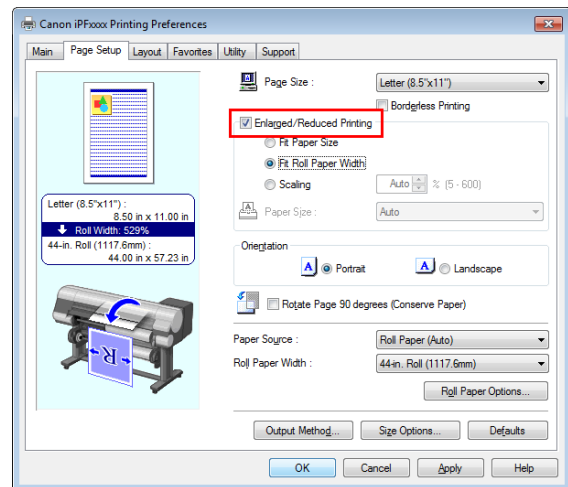 Canon iPFxxxx Printing Preferences
Main Page Setup Layout Favorites Utility Support
Page Size : Letter (8.5"x11")
Borderless Printing
Enlarged/Reduced Printing
Fit Paper Size
Fit Roll Paper Width
Scaling Auto % (5 - 600)
Paper Size : Auto
Letter (8.5"x11") :
8.50 in x 11.00 in
Roll Width: 529%
44-in. Roll (1117.6mm) :
44.00 in x 57.23 in
Orientation
A Portrait A Landscape
Rotate Page 90 degrees (Conserve Paper)
R
Paper Source : Roll Paper (Auto)
Roll Paper Width : 44-in. Roll (1117.6mm)
Roll Paper Options...
Output Method... Size Options... Defaults
OK Cancel Apply Help